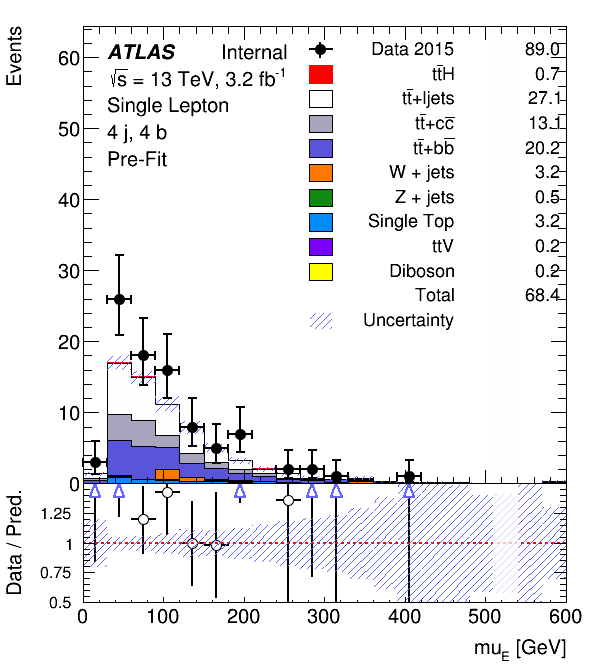 Events
60
50
40
30
20
10
0
ATLAS Internal
√s = 13 TeV, 3.2 fb⁻¹
Single Lepton
4 j, 4 b
Pre-Fit
Data 2015 89.0
tt̄H 0.7
tt̄+ljets 27.1
tt̄+cc̄ 13.1
tt̄+bb̄ 20.2
W + jets 3.2
Z + jets 0.5
Single Top 3.2
ttV 0.2
Diboson 0.2
Total 68.4
Uncertainty
Data / Pred.
1.25
1
0.75
0.5
0 100 200 300 400 500 600
mu_E [GeV]